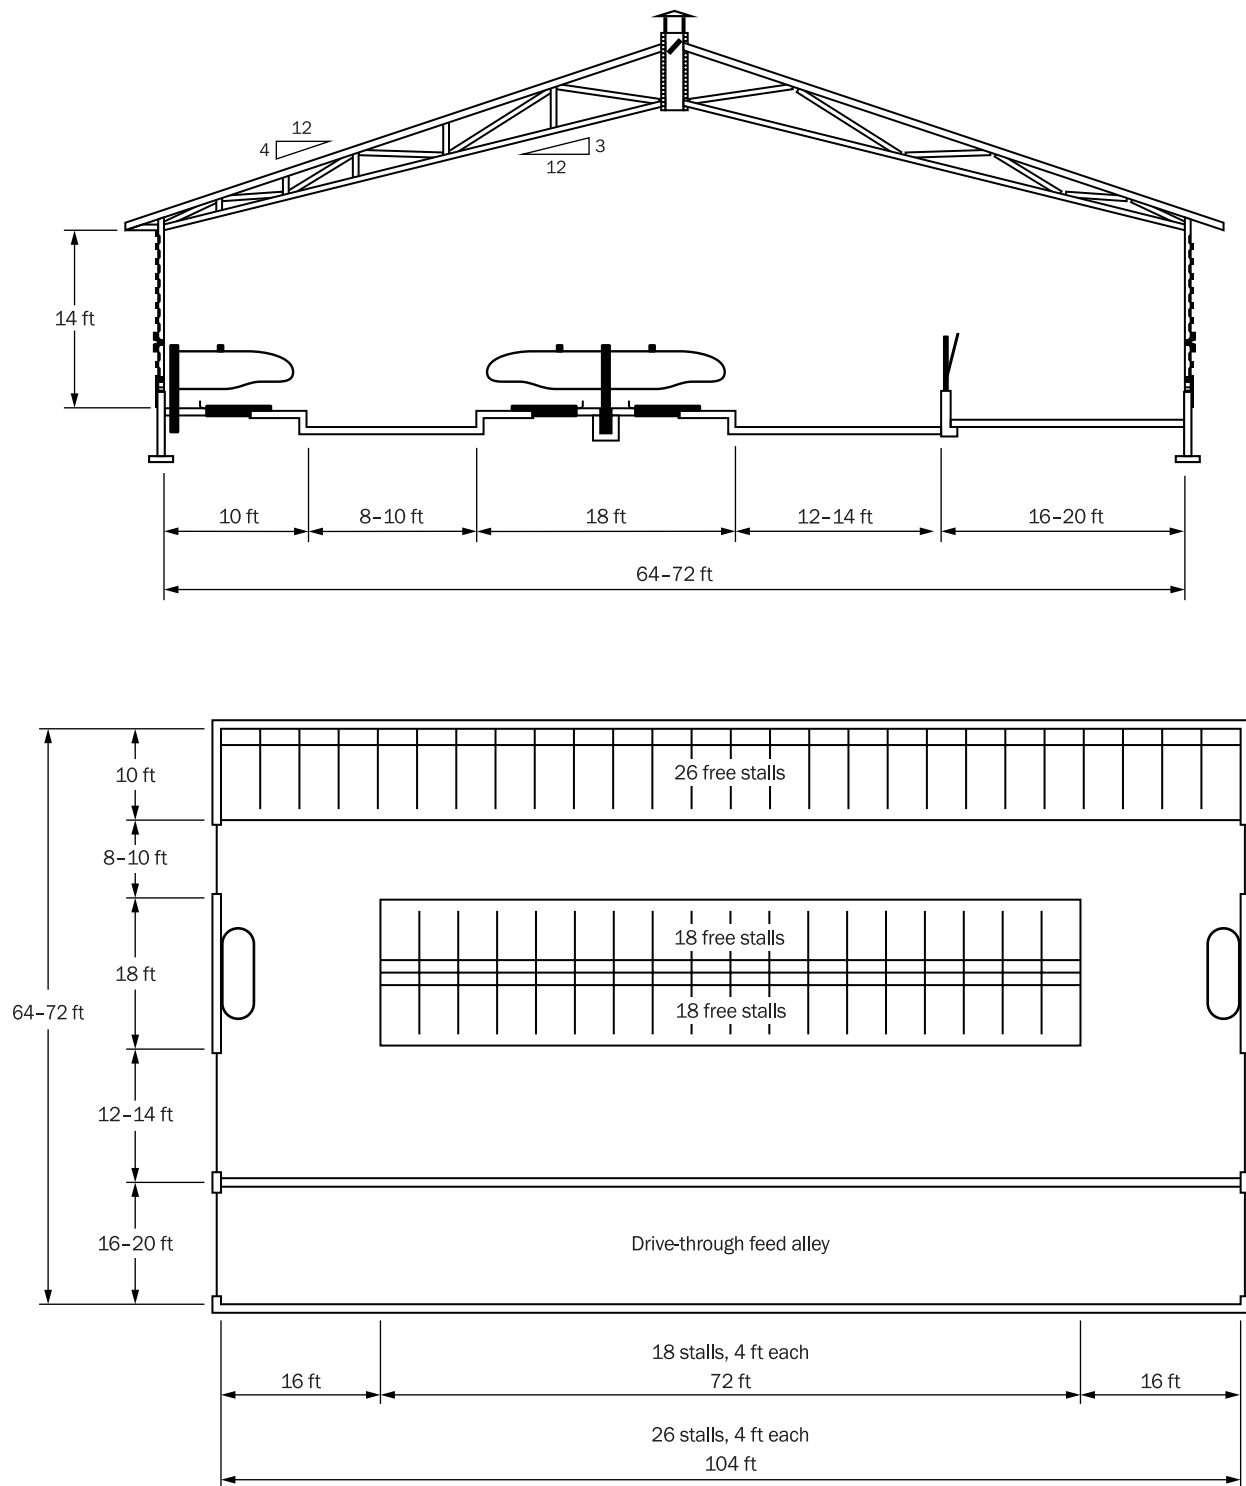 12
4
3
12
14 ft
10 ft
8–10 ft
18 ft
12–14 ft
16–20 ft
64–72 ft
10 ft
26 free stalls
8–10 ft
18 free stalls
18 ft
64–72 ft
18 free stalls
12–14 ft
16–20 ft
Drive-through feed alley
18 stalls, 4 ft each
16 ft
72 ft
16 ft
26 stalls, 4 ft each
104 ft